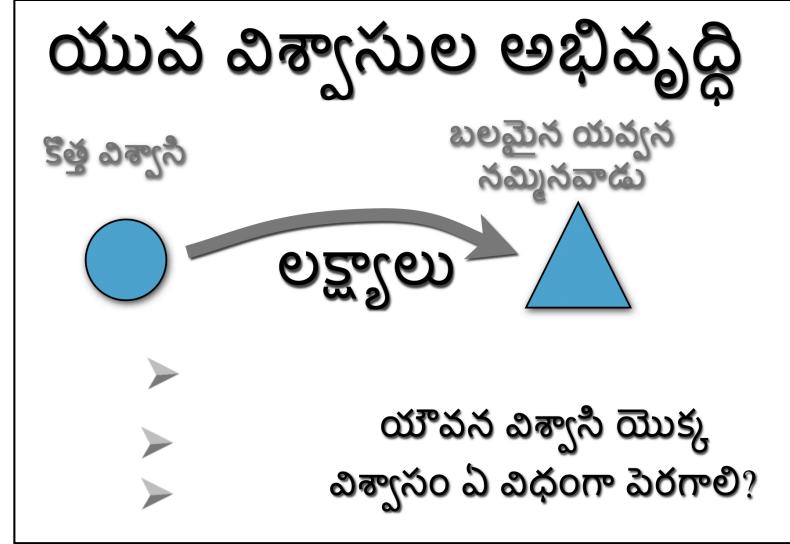 యువ విశ్వాసుల అభివృద్ధి
కొత్త విశ్వాసి
బలమైన యవ్వన
నమ్మినవాడు
లక్ష్యాలు
యౌవన విశ్వాసి యొక్క
విశ్వాసం ఏ విధంగా పెరగాలి?